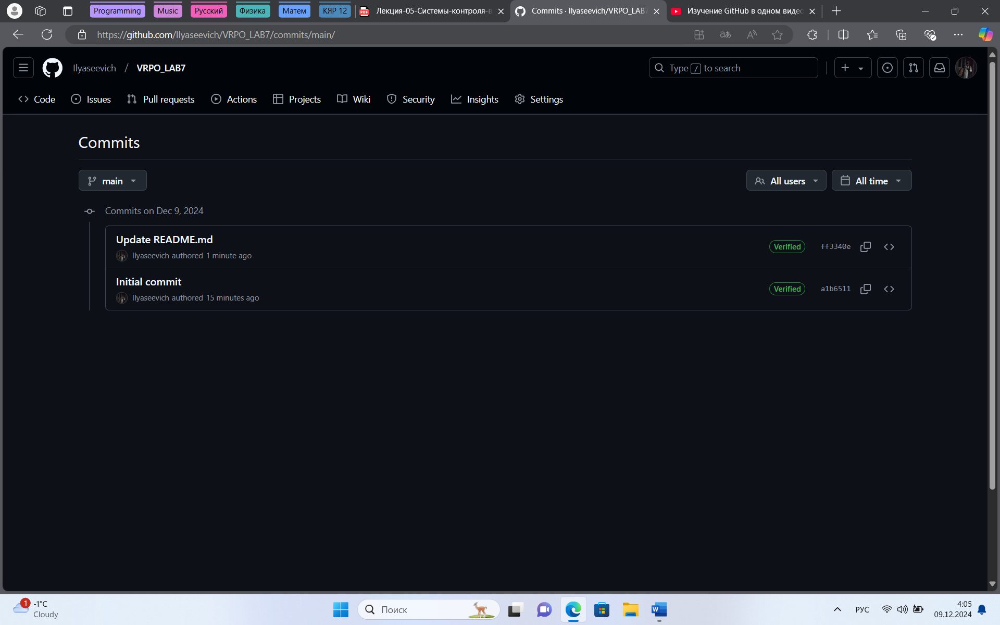 Programming Music Русский Физика Матем КЯР 12 Лекция-05-Системы-контроля-в Commits · Ilyaseevich/VRPO_LAB7 Изучение GitHub в одном видео
https://github.com/Ilyaseevich/VRPO_LAB7/commits/main/
Ilyaseevich / VRPO_LAB7 Type / to search
Code Issues Pull requests Actions Projects Wiki Security Insights Settings
Commits
main All users All time
Commits on Dec 9, 2024
Update README.md
Ilyaseevich authored 1 minute ago
Verified ff3340e
Initial commit
Ilyaseevich authored 15 minutes ago
Verified a1b6511
1 -1°C
Cloudy
Поиск
РУС
4:05
09.12.2024